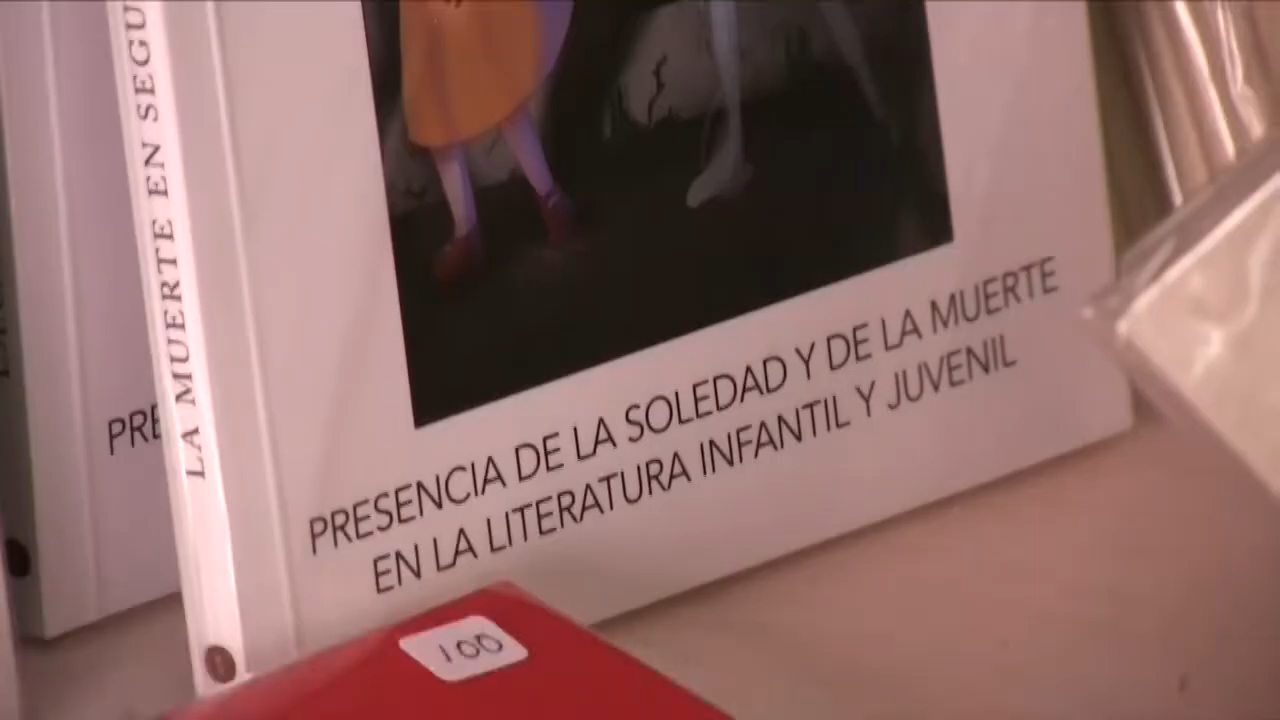 LA MUERTE EN SEGU
PRE
PRESENCIA DE LA SOLEDAD Y DE LA MUERTE
EN LA LITERATURA INFANTIL Y JUVENIL
100